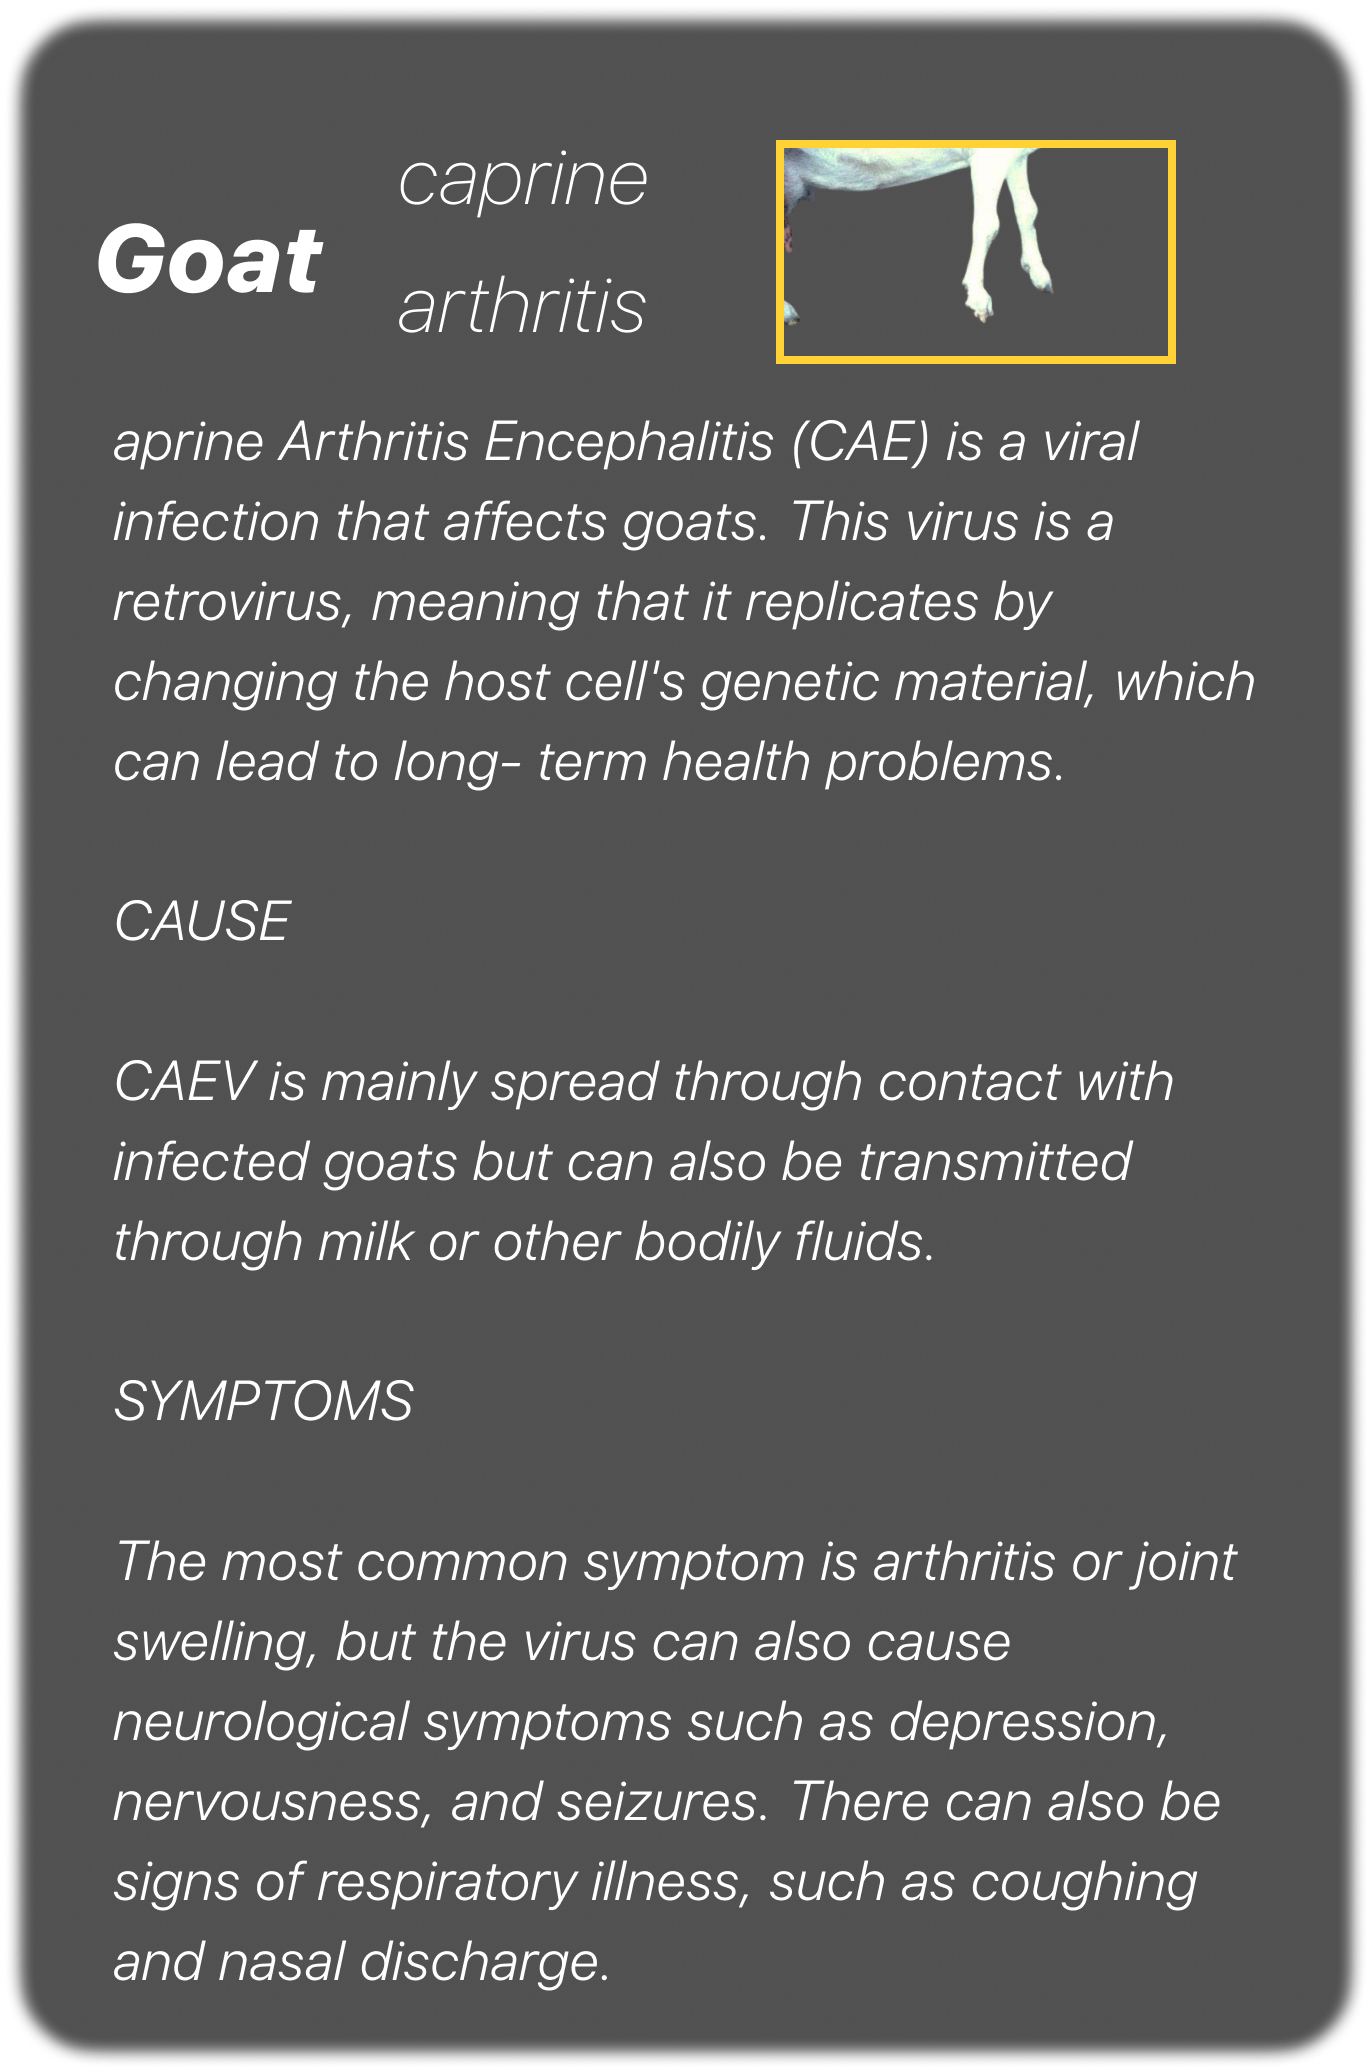 Goat
caprine
arthritis
aprine Arthritis Encephalitis (CAE) is a viral
infection that affects goats. This virus is a
retrovirus, meaning that it replicates by
changing the host cell's genetic material, which
can lead to long- term health problems.
CAUSE
CAEV is mainly spread through contact with
infected goats but can also be transmitted
through milk or other bodily fluids.
SYMPTOMS
The most common symptom is arthritis or joint
swelling, but the virus can also cause
neurological symptoms such as depression,
nervousness, and seizures. There can also be
signs of respiratory illness, such as coughing
and nasal discharge.